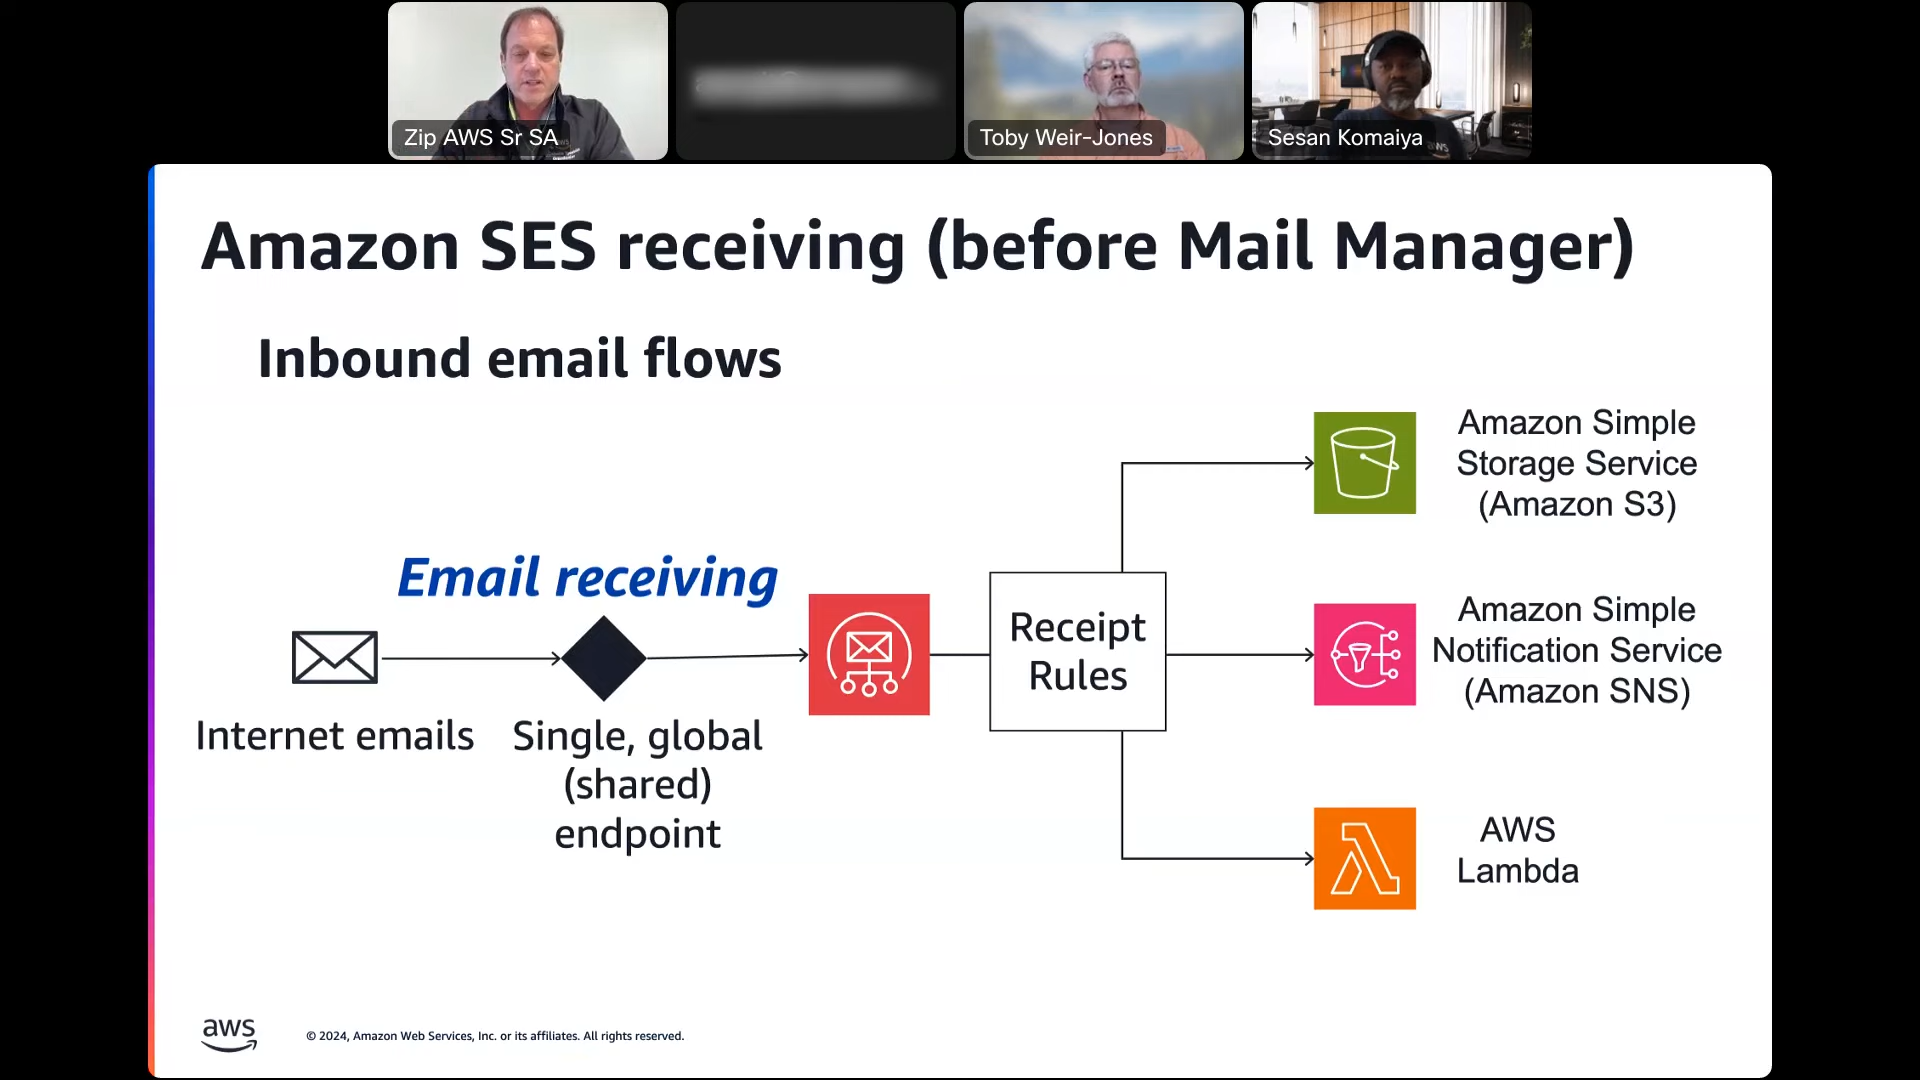 Zip AWS Sr SA
Toby Weir-Jones
Sesan Komaiya
aws
Amazon SES receiving (before Mail Manager)
Inbound email flows
Email receiving
Internet emails
Single, global
(shared)
endpoint
Receipt
Rules
Amazon Simple
Storage Service
(Amazon S3)
Amazon Simple
Notification Service
(Amazon SNS)
AWS
Lambda
aws
© 2024, Amazon Web Services, Inc. or its affiliates. All rights reserved.